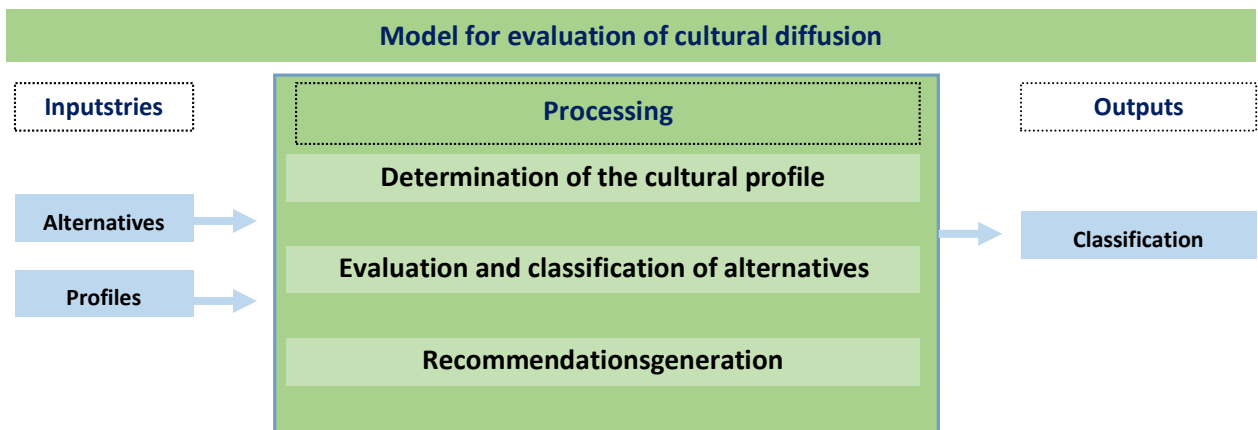 Model for evaluation of cultural diffusion
Inputstries
Processing
Outputs
Determination of the cultural profile
Alternatives
Classification
Evaluation and classification of alternatives
Profiles
Recommendationsgeneration